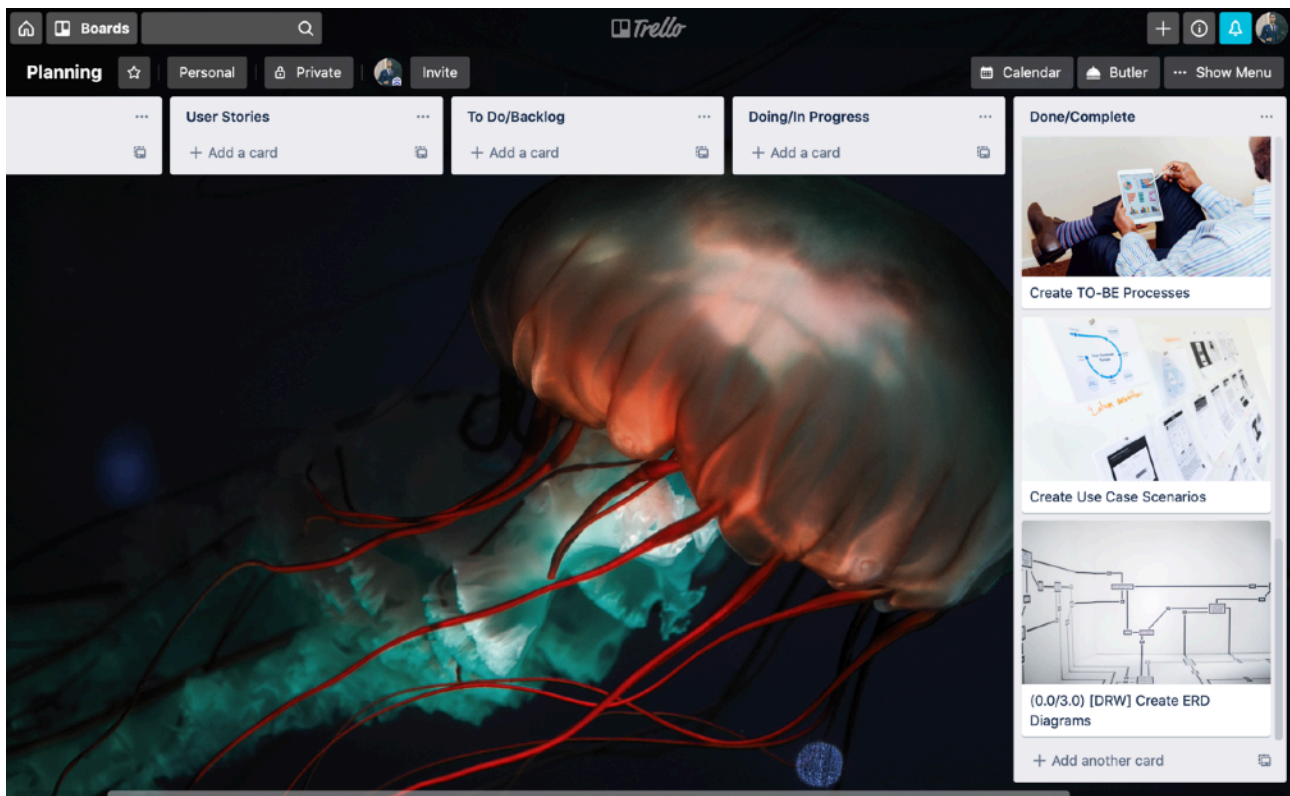 Boards
Trello
Planning
Personal
Private
Invite
Calendar
Butler
Show Menu
User Stories
+ Add a card
To Do/Backlog
+ Add a card
Doing/In Progress
+ Add a card
Done/Complete
Create TO-BE Processes
Create Use Case Scenarios
(0.0/3.0) [DRW] Create ERD
Diagrams
+ Add another card